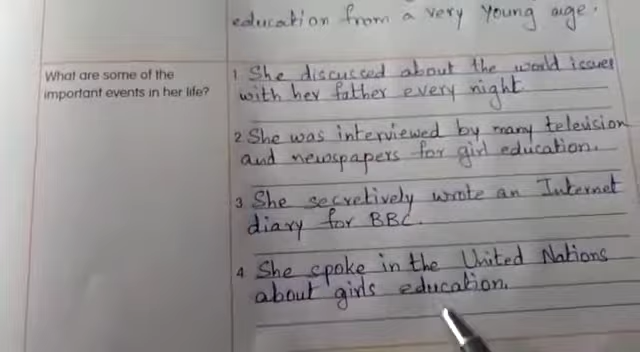 education from a very young age.
What are some of the
important events in her life?
1 She discussed about the world issues
with her father every night
2 She was interviewed by many television
and newspapers for girl education.
3 She secretively wrote an Internet
diary for BBC.
4 She spoke in the United Nations
about girls education.